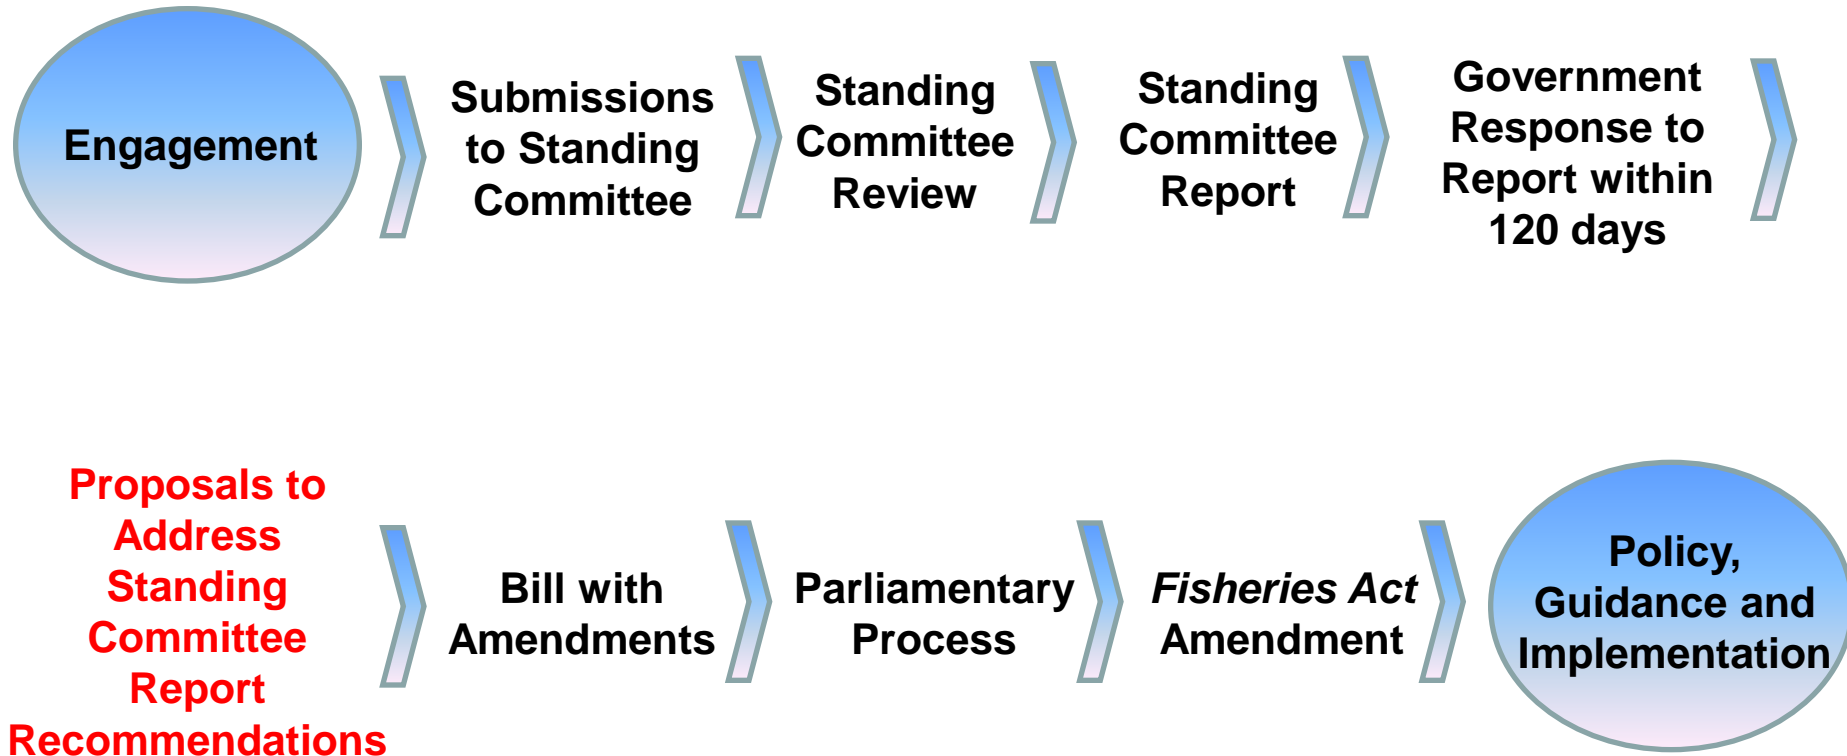 Engagement
Submissions
to Standing
Committee
Standing
Committee
Review
Standing
Committee
Report
Government
Response to
Report within
120 days
Proposals to
Address
Standing
Committee
Report
Recommendations
Bill with
Amendments
Parliamentary
Process
Fisheries Act
Amendment
Policy,
Guidance and
Implementation